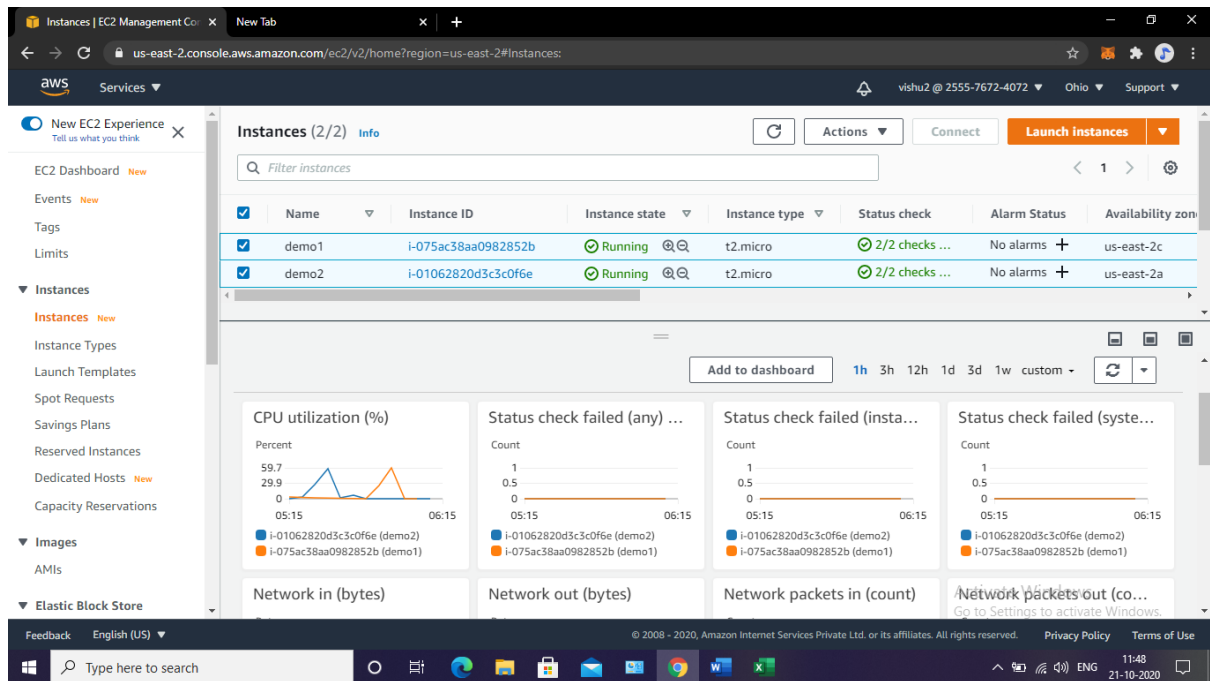 Instances | EC2 Management Cor
New Tab
us-east-2.console.aws.amazon.com/ec2/v2/home?region=us-east-2#Instances:
aws Services vishu2 @ 2555-7672-4072 Ohio Support
New EC2 Experience
Tell us what you think
EC2 Dashboard New
Events New
Tags
Limits
Instances
Instances New
Instance Types
Launch Templates
Spot Requests
Savings Plans
Reserved Instances
Dedicated Hosts New
Capacity Reservations
Images
AMIs
Elastic Block Store
Instances (2/2) Info
Actions Connect Launch instances
Filter instances
1
Name Instance ID Instance state Instance type Status check Alarm Status Availability zon
demo1 i-075ac38aa0982852b Running t2.micro 2/2 checks ... No alarms + us-east-2c
demo2 i-01062820d3c3c0f6e Running t2.micro 2/2 checks ... No alarms + us-east-2a
Add to dashboard 1h 3h 12h 1d 3d 1w custom
CPU utilization (%)
Percent
59.7
29.9
0
05:15 06:15
i-01062820d3c3c0f6e (demo2)
i-075ac38aa0982852b (demo1)
Status check failed (any) ...
Count
1
0.5
0
05:15 06:15
i-01062820d3c3c0f6e (demo2)
i-075ac38aa0982852b (demo1)
Status check failed (insta...
Count
1
0.5
0
05:15 06:15
i-01062820d3c3c0f6e (demo2)
i-075ac38aa0982852b (demo1)
Status check failed (syste...
Count
1
0.5
0
05:15 06:15
i-01062820d3c3c0f6e (demo2)
i-075ac38aa0982852b (demo1)
Network in (bytes)
Network out (bytes)
Network packets in (count)
Network packets out (co...
Activate Windows
Go to Settings to activate Windows.
Feedback English (US) © 2008 - 2020, Amazon Internet Services Private Ltd. or its affiliates. All rights reserved. Privacy Policy Terms of Use
Type here to search
ENG
11:48
21-10-2020